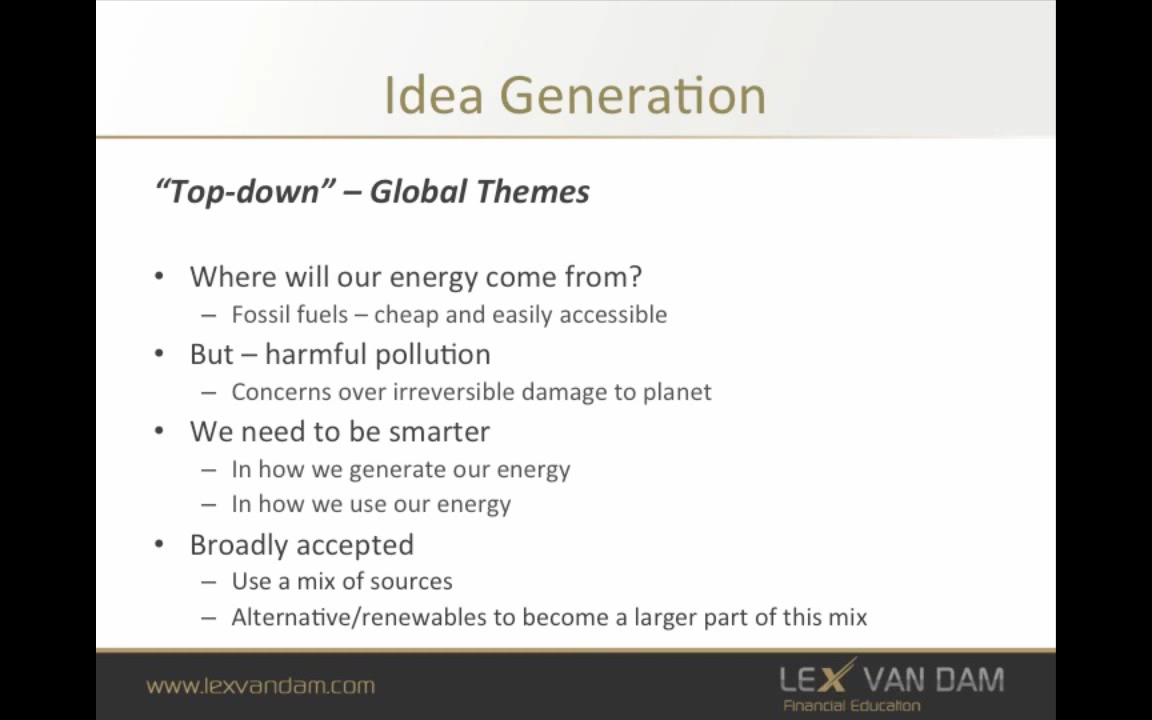 Idea Generation
“Top-down” – Global Themes
• Where will our energy come from?
– Fossil fuels – cheap and easily accessible
• But – harmful pollution
– Concerns over irreversible damage to planet
• We need to be smarter
– In how we generate our energy
– In how we use our energy
• Broadly accepted
– Use a mix of sources
– Alternative/renewables to become a larger part of this mix
www.lexvandam.com
LEX VAN DAM
Financial Education